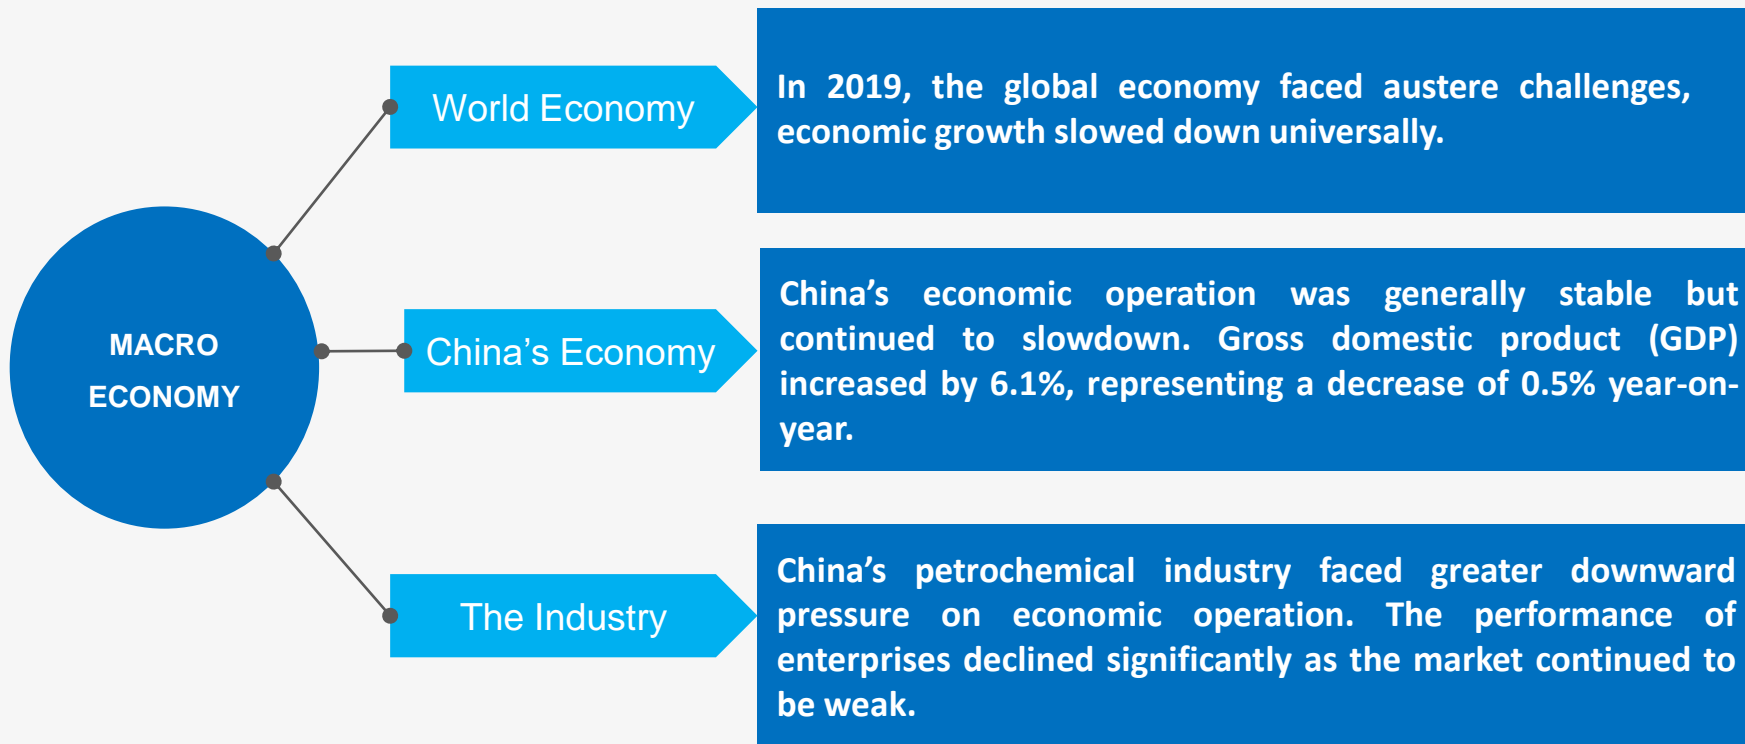 MACRO
ECONOMY
World Economy
In 2019, the global economy faced austere challenges,
economic growth slowed down universally.
China’s Economy
China’s economic operation was generally stable but
continued to slowdown. Gross domestic product (GDP)
increased by 6.1%, representing a decrease of 0.5% year-on-
year.
The Industry
China’s petrochemical industry faced greater downward
pressure on economic operation. The performance of
enterprises declined significantly as the market continued to
be weak.